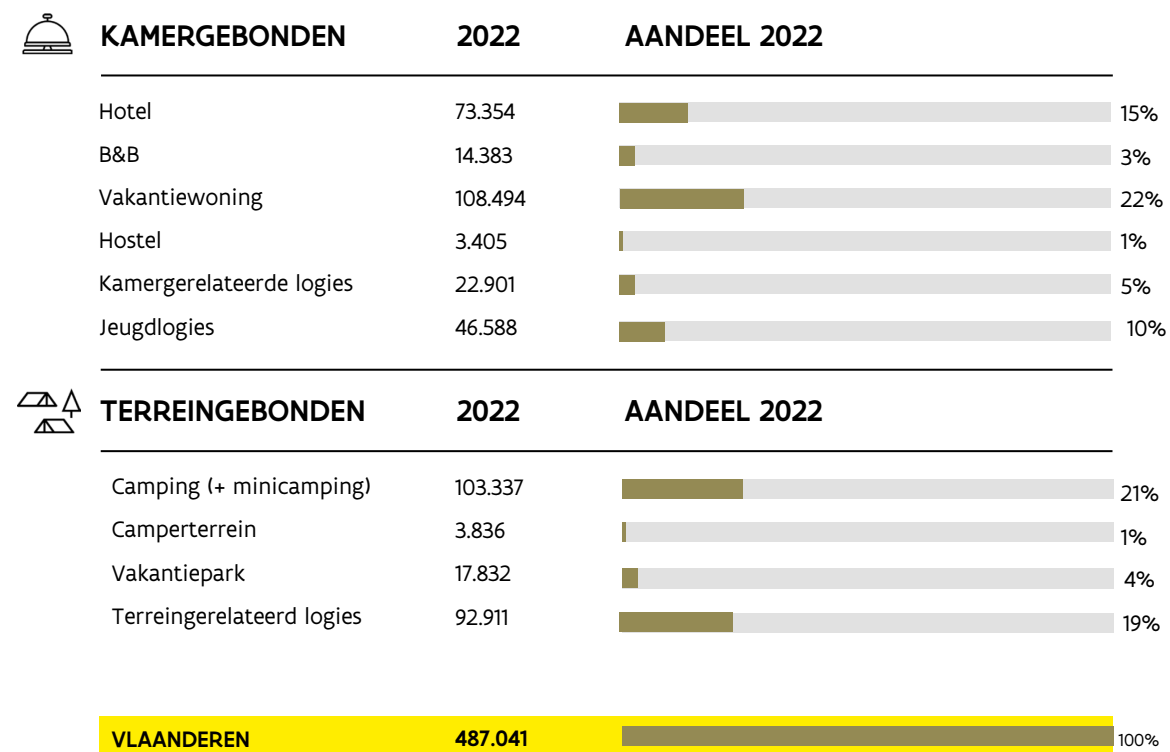 KAMERGEBONDEN 2022 AANDEEL 2022
Hotel 73.354 15%
B&B 14.383 3%
Vakantiewoning 108.494 22%
Hostel 3.405 1%
Kamergerelateerde logies 22.901 5%
Jeugdlogies 46.588 10%
TERREINGEBONDEN 2022 AANDEEL 2022
Camping (+ minicamping) 103.337 21%
Camperterrein 3.836 1%
Vakantiepark 17.832 4%
Terreingerelateerd logies 92.911 19%
VLAANDEREN 487.041 100%